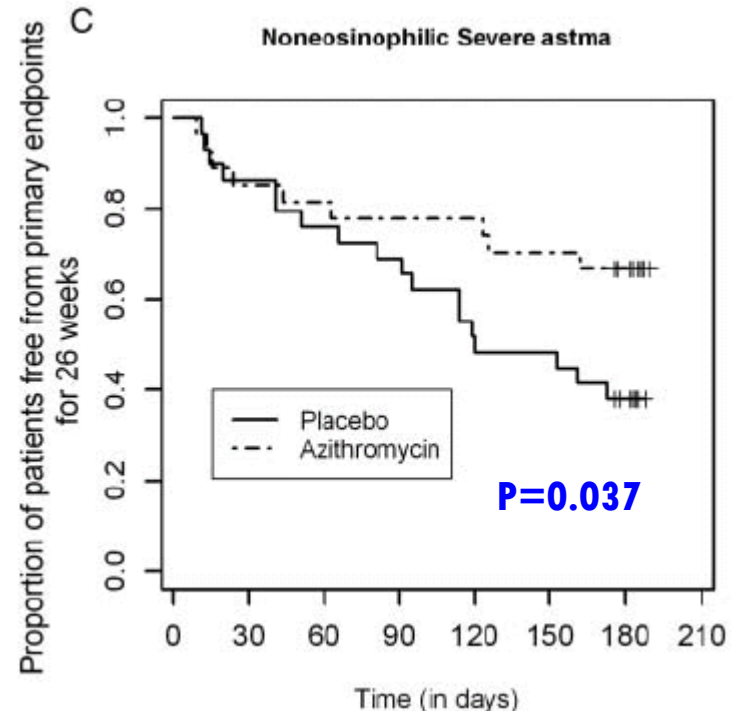 C
Noneosinophilic Severe astma
Proportion of patients free from primary endpoints
for 26 weeks
1.0
0.8
0.6
0.4
0.2
0.0
Placebo
Azithromycin
P=0.037
0 30 60 90 120 150 180 210
Time (in days)